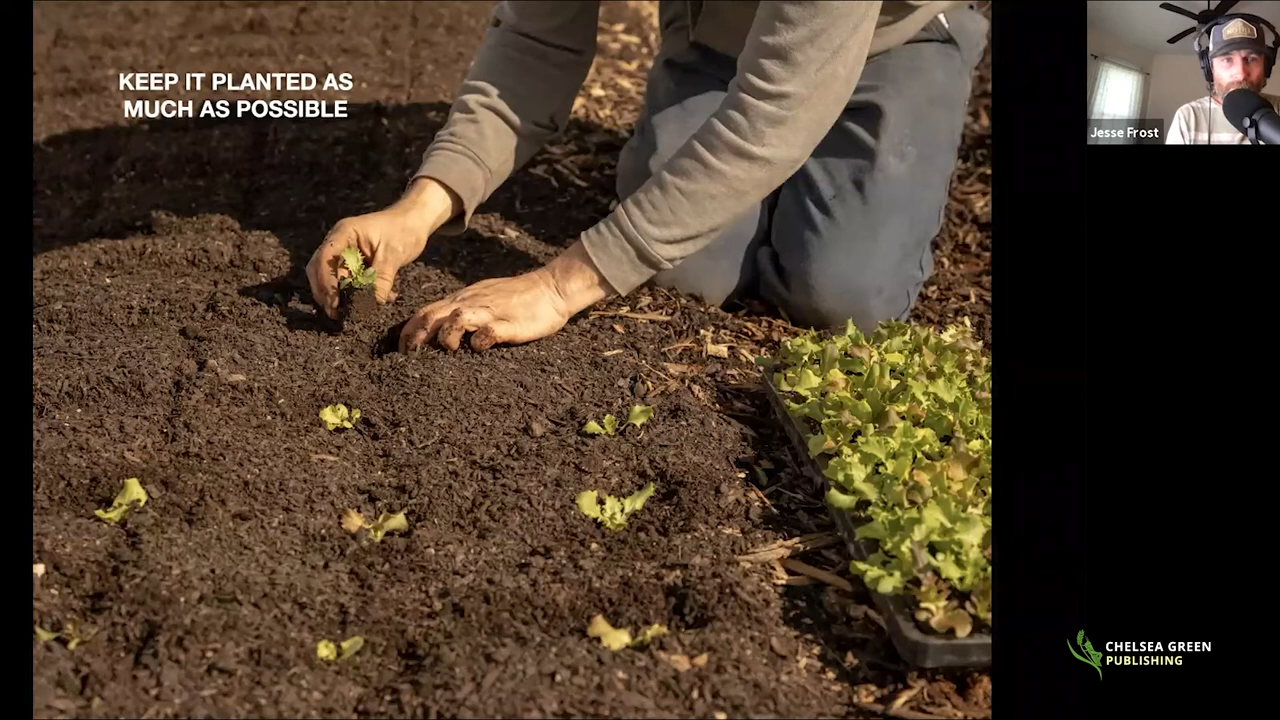 KEEP IT PLANTED AS
MUCH AS POSSIBLE
Jesse Frost
CHELSEA GREEN
PUBLISHING